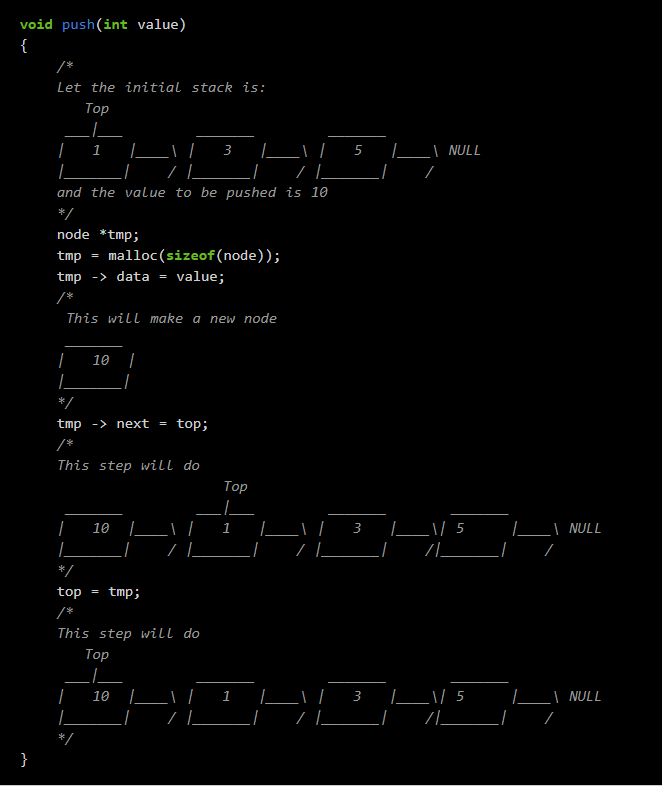 void push(int value)
{
    /*
    Let the initial stack is:
       Top
     ___|___         _______         _______
    |   1   |____\ |   3   |____\ |   5   |____\ NULL
    |_______|    / |_______|    / |_______|    /
    and the value to be pushed is 10
    */
    node *tmp;
    tmp = malloc(sizeof(node));
    tmp -> data = value;
    /*
     This will make a new node
     _______
    |   10  |
    |_______|
    */
    tmp -> next = top;
    /*
    This step will do
                       Top
     _______         ___|___         _______       _______
    |   10  |____\ |   1   |____\ |   3   |____\| 5     |____\ NULL
    |_______|    / |_______|    / |_______|    /|_______|    /
    */
    top = tmp;
    /*
    This step will do
       Top
     ___|___         _______         _______       _______
    |   10  |____\ |   1   |____\ |   3   |____\| 5     |____\ NULL
    |_______|    / |_______|    / |_______|    /|_______|    /
    */
}